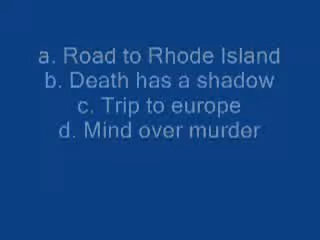 a. Road to Rhode Island
b. Death has a shadow
c. Trip to europe
d. Mind over murder